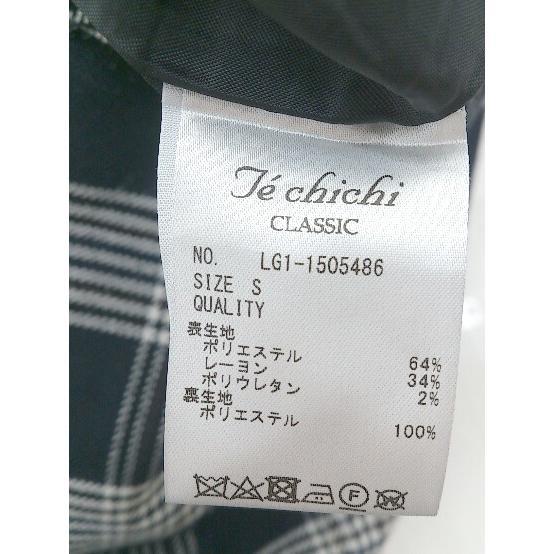 Té chichi
CLASSIC
NO. LG1-1505486
SIZE S
QUALITY
表生地
ポリエステル 64%
レーヨン 34%
ポリウレタン 2%
裏生地
ポリエステル 100%
F
W